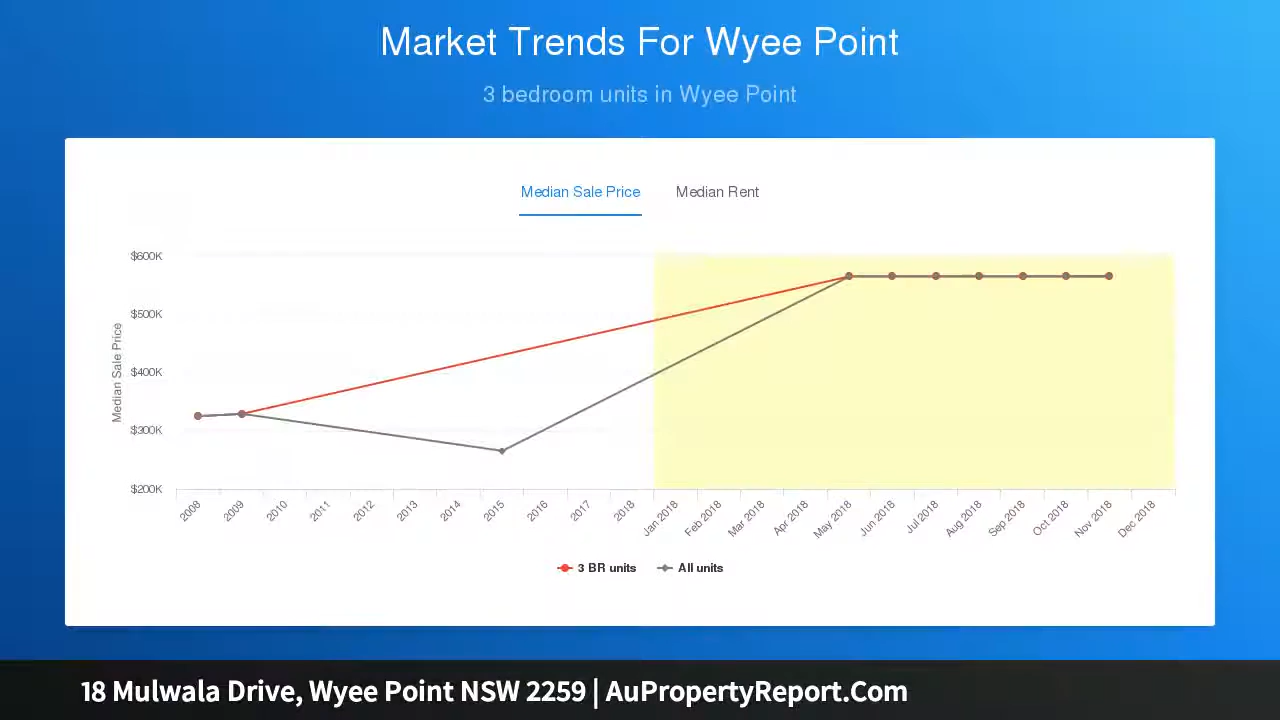 Market Trends For Wyee Point
3 bedroom units in Wyee Point
Median Sale Price Median Rent
Median Sale Price
$600K
$500K
$400K
$300K
$200K
2008 2009 2010 2011 2012 2013 2014 2015 2016 2017 2018 Jan 2018 Feb 2018 Mar 2018 Apr 2018 May 2018 Jun 2018 Jul 2018 Aug 2018 Sep 2018 Oct 2018 Nov 2018 Dec 2018
3 BR units All units
18 Mulwala Drive, Wyee Point NSW 2259 | AuPropertyReport.Com